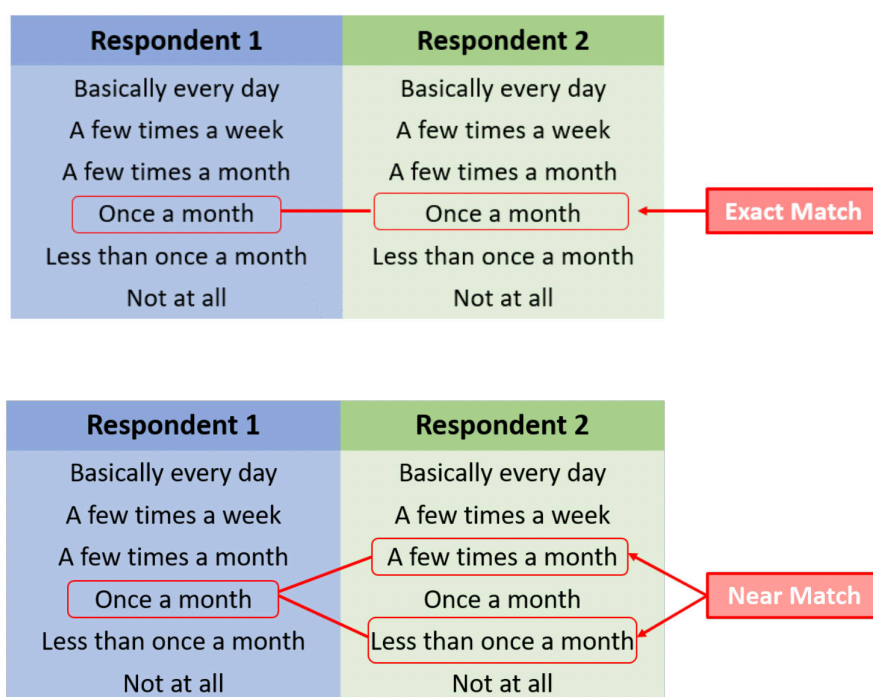 Respondent 1 Respondent 2
Basically every day Basically every day
A few times a week A few times a week
A few times a month A few times a month
Once a month Once a month Exact Match
Less than once a month Less than once a month
Not at all Not at all
Respondent 1 Respondent 2
Basically every day Basically every day
A few times a week A few times a week
A few times a month A few times a month
Once a month Once a month Near Match
Less than once a month Less than once a month
Not at all Not at all